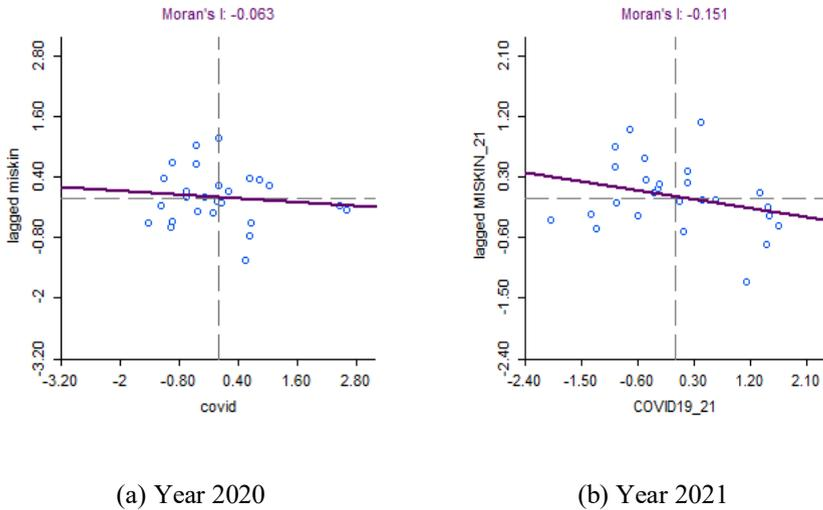 Moran's I: -0.063
2.80
1.60
0.40
-0.80
-2
-3.20
lagged miskin
-3.20 -2 -0.80 0.40 1.60 2.80
covid
Moran's I: -0.151
2.10
1.20
0.30
-0.60
-1.50
-2.40
lagged MISKIN_21
-2.40 -1.50 -0.60 0.30 1.20 2.10
COVID19_21
(a) Year 2020
(b) Year 2021